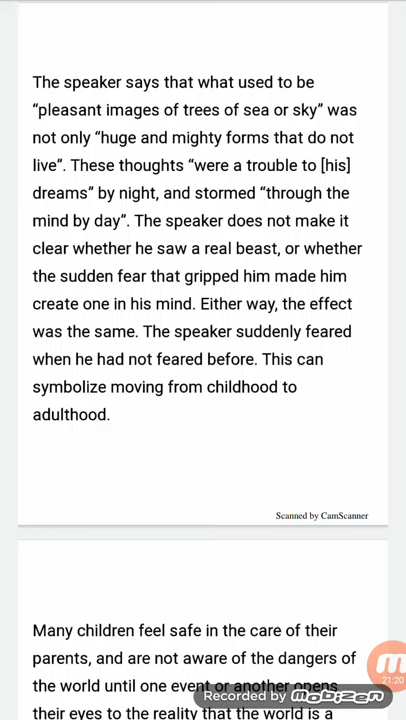 The speaker says that what used to be
“pleasant images of trees of sea or sky” was
not only “huge and mighty forms that do not
live”. These thoughts “were a trouble to [his]
dreams” by night, and stormed “through the
mind by day”. The speaker does not make it
clear whether he saw a real beast, or whether
the sudden fear that gripped him made him
create one in his mind. Either way, the effect
was the same. The speaker suddenly feared
when he had not feared before. This can
symbolize moving from childhood to
adulthood.
Scanned by CamScanner
Many children feel safe in the care of their
parents, and are not aware of the dangers of
the world until one event or another opens
their eyes to the reality that the world is a
21:20
Recorded by mobizen